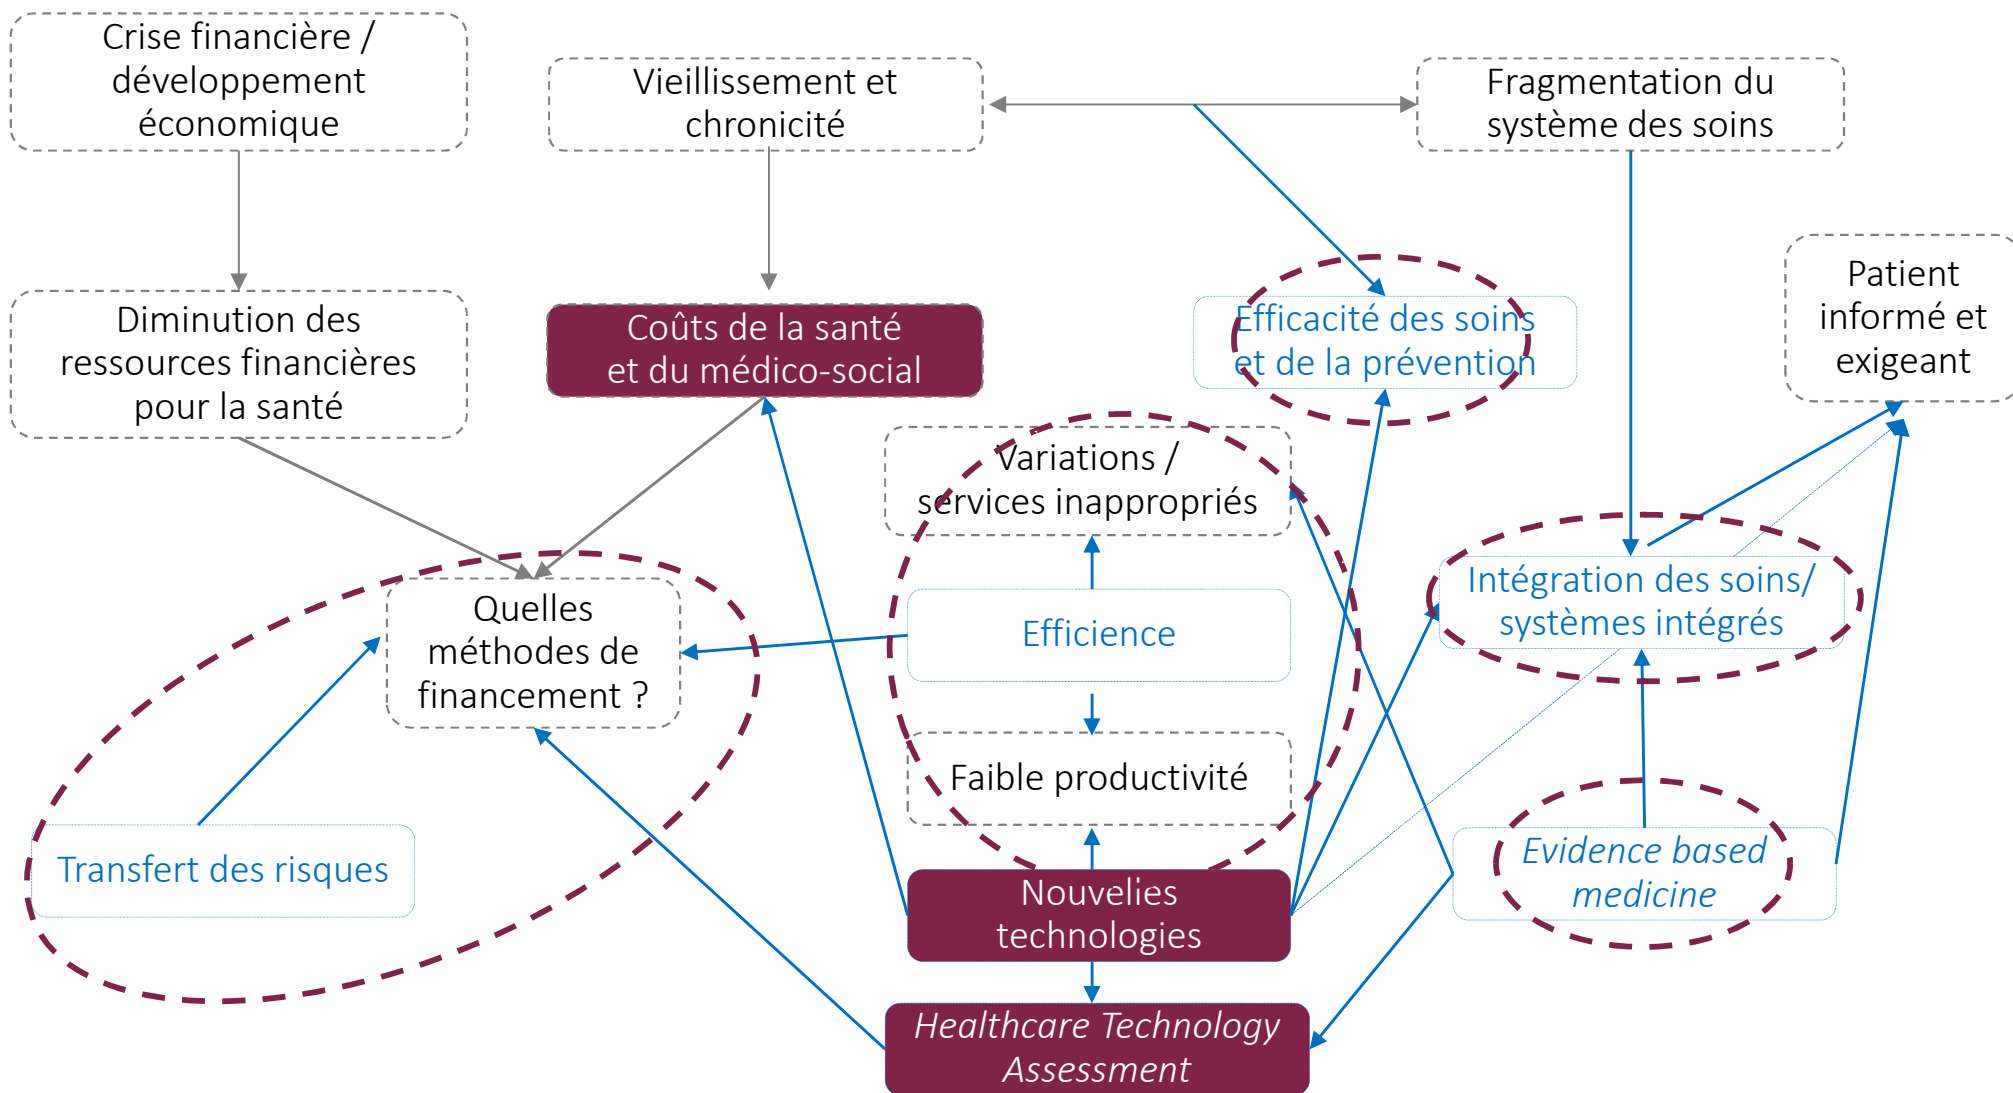 Crise financière /
développement
économique
Vieillissement et
chronicité
Fragmentation du
système des soins
Patient
informé et
exigeant
Diminution des
ressources financières
pour la santé
Coûts de la santé
et du médico-social
Efficacité des soins
et de la prévention
Variations /
services inappropriés
Quelles
méthodes de
financement ?
Efficience
Intégration des soins/
systèmes intégrés
Faible productivité
Transfert des risques
Evidence based
medicine
Nouvelies
technologies
Healthcare Technology
Assessment